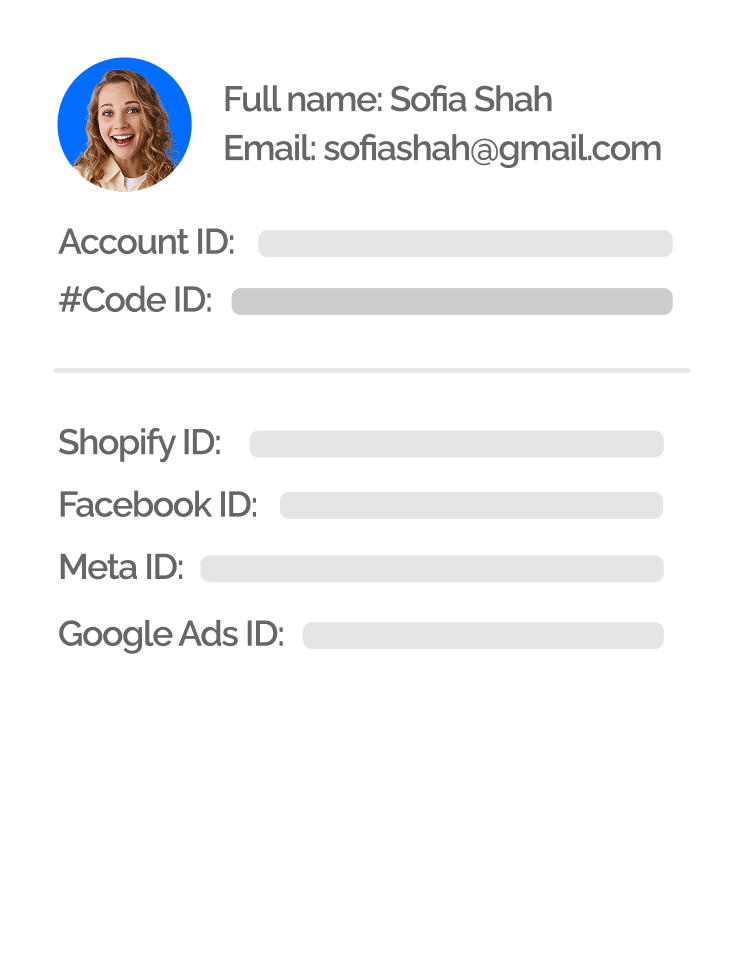 Full name: Sofia Shah
Email: sofiashah@gmail.com
Account ID:
#Code ID:
Shopify ID:
Facebook ID:
Meta ID:
Google Ads ID: